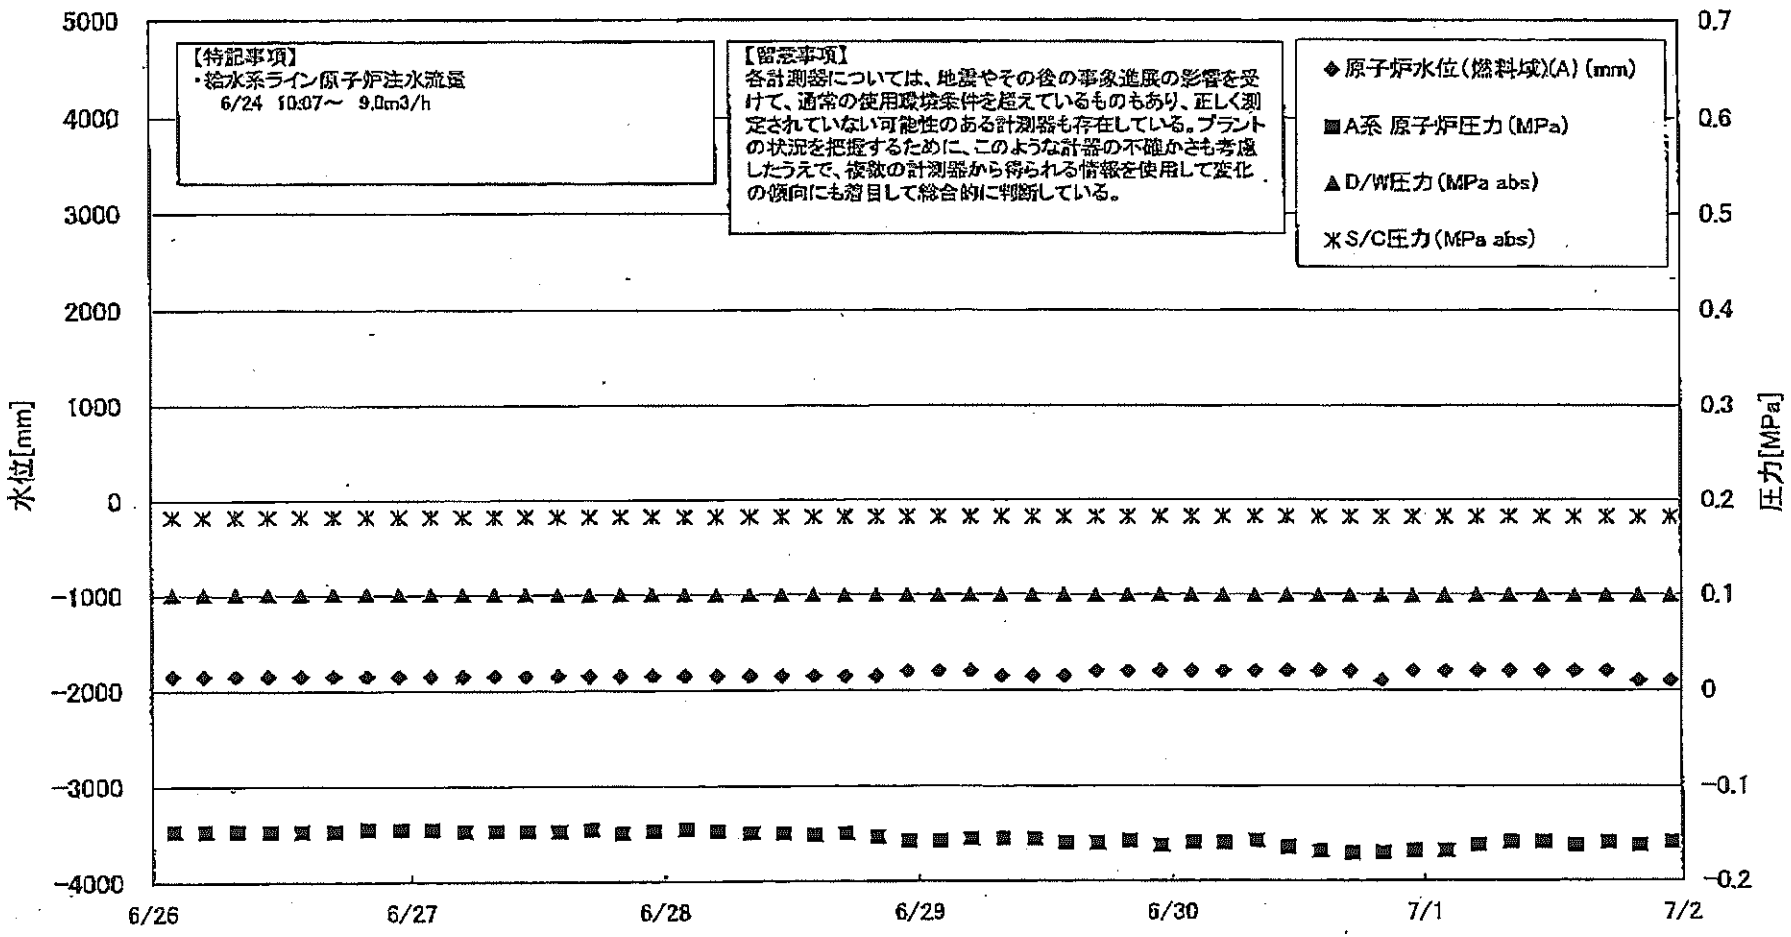 5000
4000
3000
2000
1000
0
-1000
-2000
-3000
-4000
水位[mm]
【特記事項】
・給水系ライン原子炉注水流量
6/24 10:07～ 9.0m3/h
【留意事項】
各計測器については、地震やその後の事象進展の影響を受
けて、通常の使用環境条件を超えているものもあり、正しく測
定されていない可能性のある計測器も存在している。プラント
の状況を把握するために、このような計器の不確かさも考慮
したうえで、複数の計測器から得られる情報を使用して変化
の傾向にも着目して総合的に判断している。
原子炉水位(燃料域)(A) (mm)
A系 原子炉圧力(MPa)
D/W圧力(MPa abs)
S/C圧力(MPa abs)
0.7
0.6
0.5
0.4
0.3
0.2
0.1
0
-0.1
-0.2
圧力[MPa]
6/26 6/27 6/28 6/29 6/30 7/1 7/2